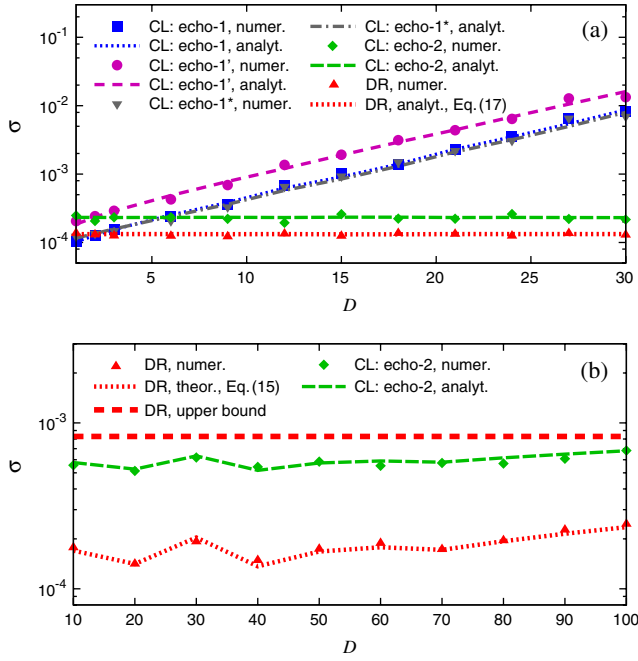 (a)
CL: echo-1, numer.
CL: echo-1, analyt.
CL: echo-1', numer.
CL: echo-1', analyt.
CL: echo-1*, numer.
CL: echo-1*, analyt.
CL: echo-2, numer.
CL: echo-2, analyt.
DR, numer.
DR, analyt., Eq. (17)
σ
10-1
10-2
10-3
10-4
5 10 15 20 25 30
D
(b)
DR, numer.
DR, theor., Eq. (15)
DR, upper bound
CL: echo-2, numer.
CL: echo-2, analyt.
σ
10-3
10-4
10 20 30 40 50 60 70 80 90 100
D